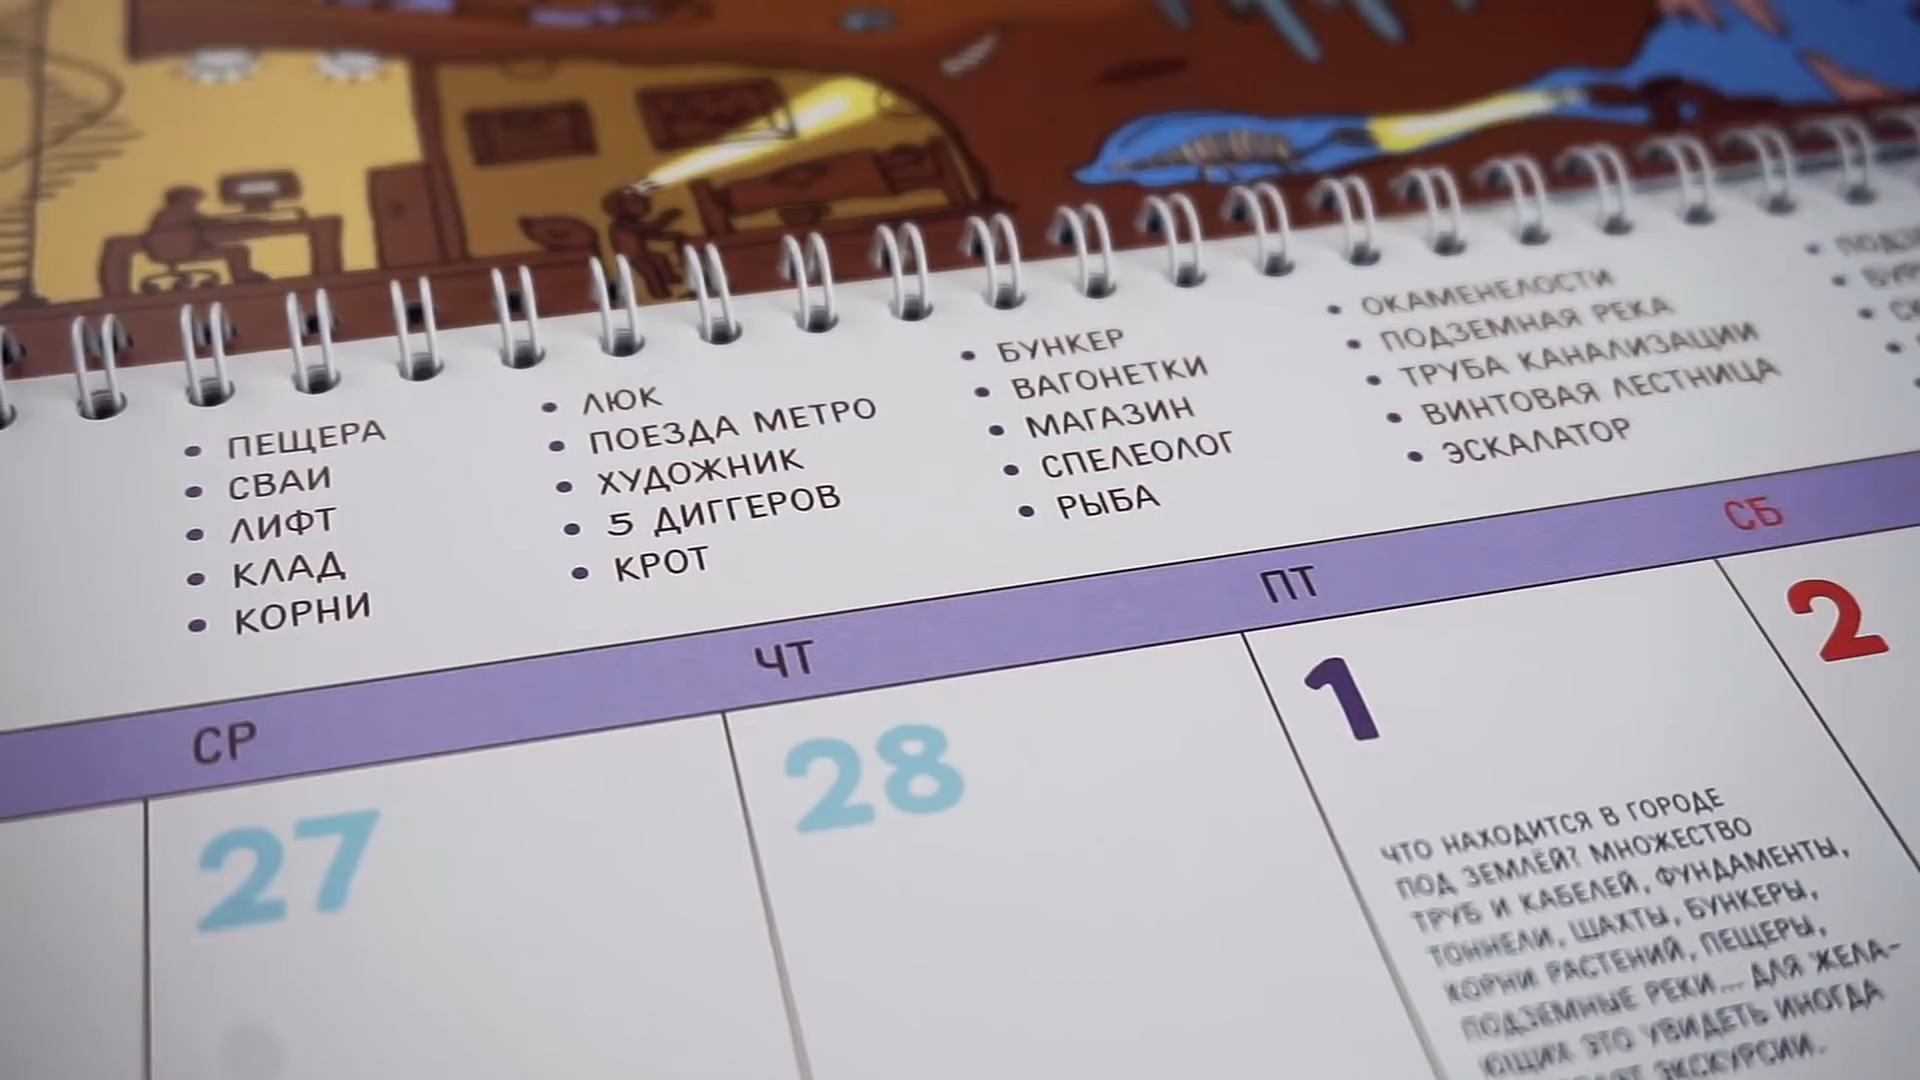 ПЕЩЕРА
СВАИ
ЛИФТ
КЛАД
КОРНИ
ЛЮК
ПОЕЗДА МЕТРО
ХУДОЖНИК
5 ДИГГЕРОВ
КРОТ
БУНКЕР
ВАГОНЕТКИ
МАГАЗИН
СПЕЛЕОЛОГ
РЫБА
ОКАМЕНЕЛОСТИ
ПОДЗЕМНАЯ РЕКА
ТРУБА КАНАЛИЗАЦИИ
ВИНТОВАЯ ЛЕСТНИЦА
ЭСКАЛАТОР
СР
ЧТ
ПТ
СБ
27
28
1
2
ЧТО НАХОДИТСЯ В ГОРОДЕ
ПОД ЗЕМЛЁЙ? МНОЖЕСТВО
ТРУБ И КАБЕЛЕЙ, ФУНДАМЕНТЫ,
ТОННЕЛИ, ШАХТЫ, БУНКЕРЫ,
КОРНИ РАСТЕНИЙ, ПЕЩЕРЫ,
ПОДЗЕМНЫЕ РЕКИ... ДЛЯ ЖЕЛА-
ЮЩИХ ЭТО УВИДЕТЬ ИНОГДА
ЭКСКУРСИИ.